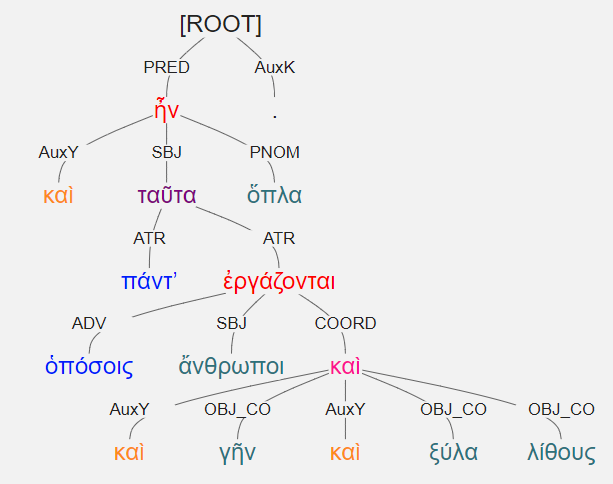 [ROOT]
PRED AuxK
ἦν .
AuxY SBJ PNOM
καὶ ταῦτα ὅπλα
ATR ATR
πάντ’ ἐργάζονται
ADV SBJ COORD
ὁπόσοις ἄνθρωποι καὶ
AuxY OBJ_CO AuxY OBJ_CO OBJ_CO
καὶ γῆν καὶ ξύλα λίθους